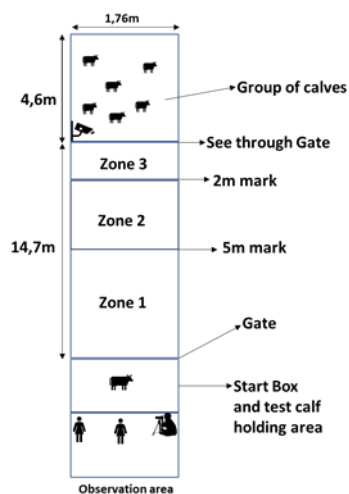 1,76m
4,6m
Group of calves
See through Gate
Zone 3
2m mark
Zone 2
14,7m
5m mark
Zone 1
Gate
Start Box
and test calf
holding area
Observation area